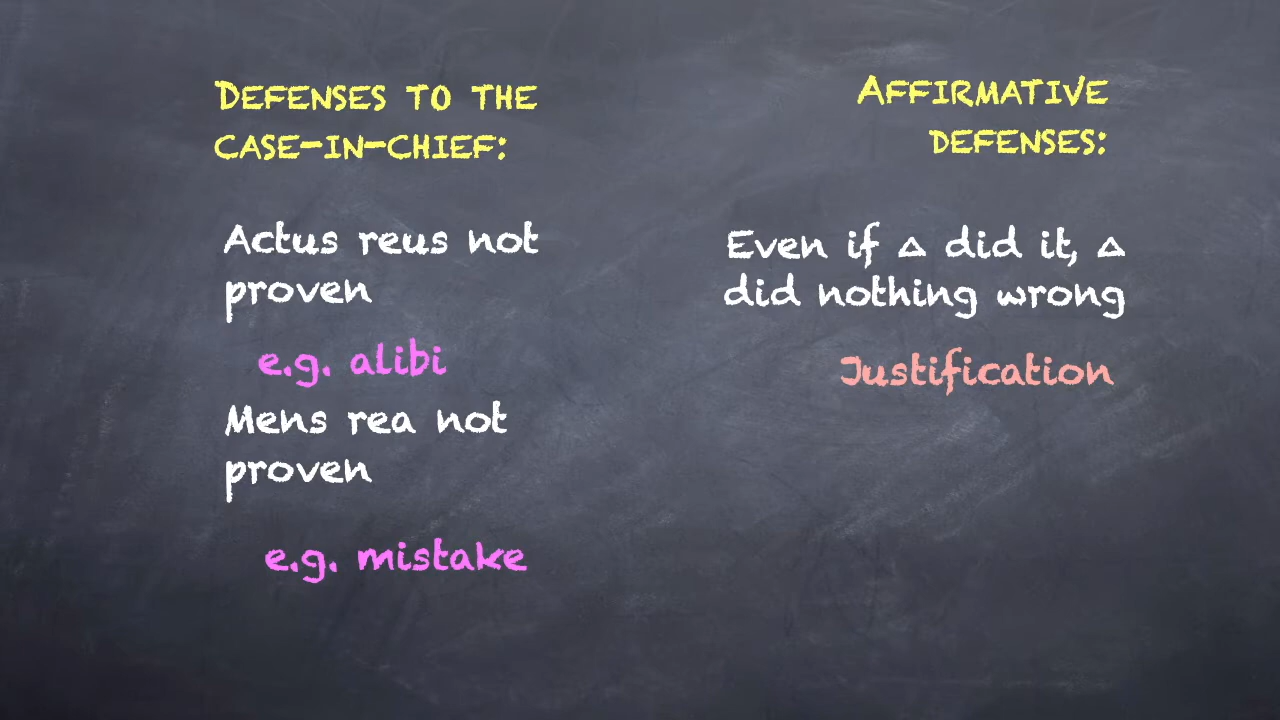 DEFENSES TO THE
CASE-IN-CHIEF:
Actus reus not
proven
e.g. alibi
Mens rea not
proven
e.g. mistake
AFFIRMATIVE
DEFENSES:
Even if Δ did it, Δ
did nothing wrong
Justification